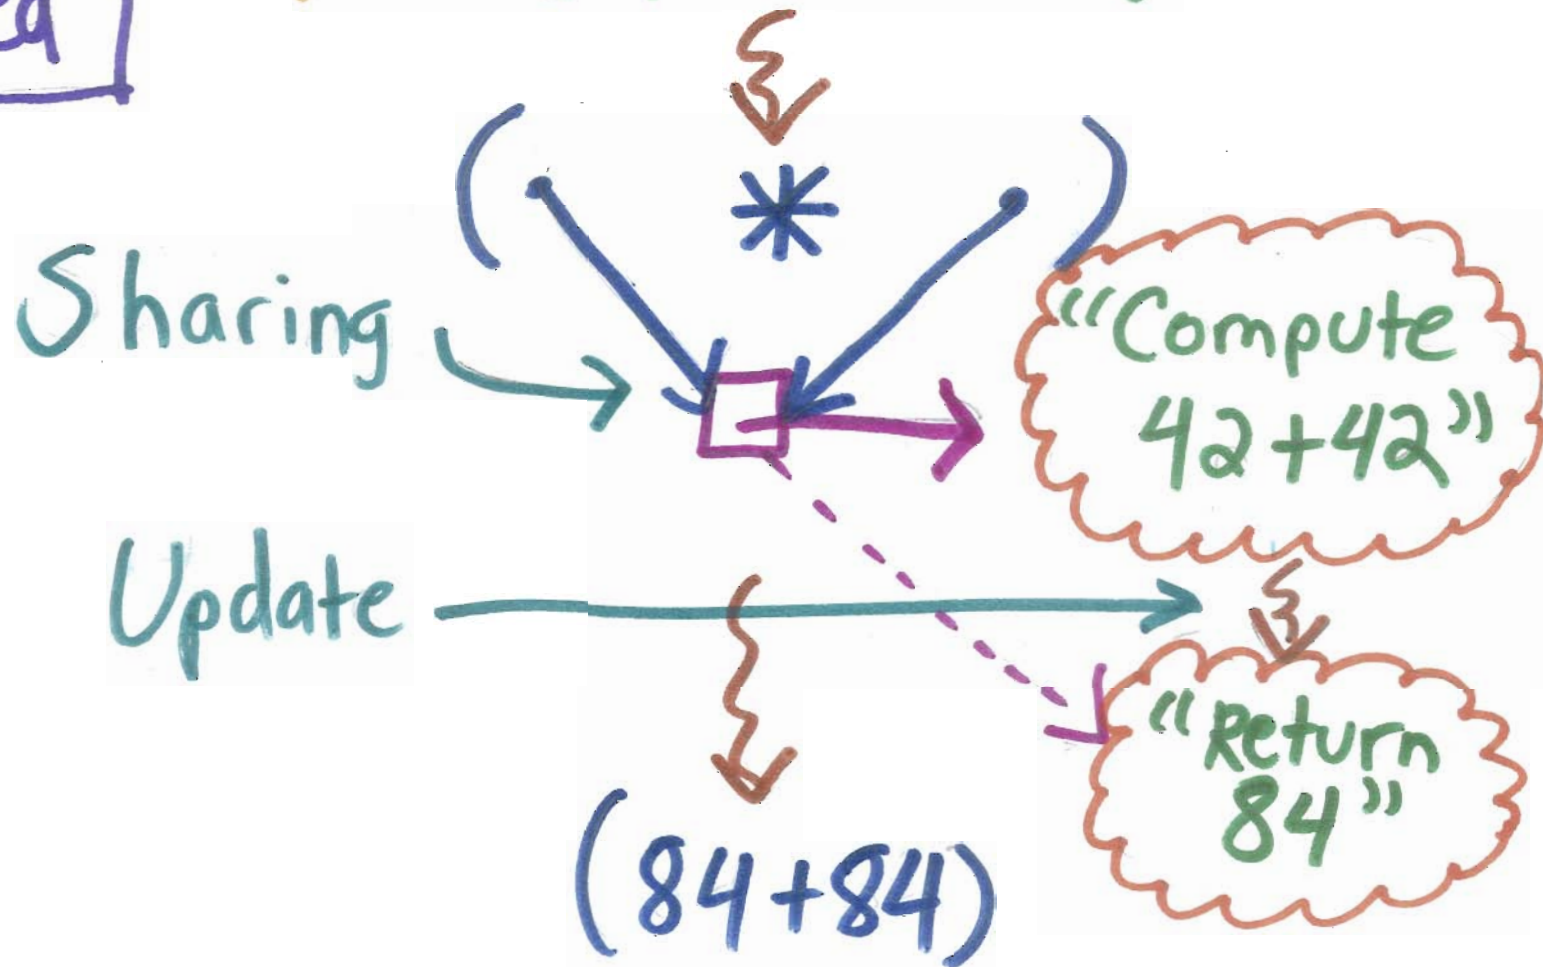 ( * )
Sharing
"Compute
42+42"
Update
"Return
84"
(84+84)